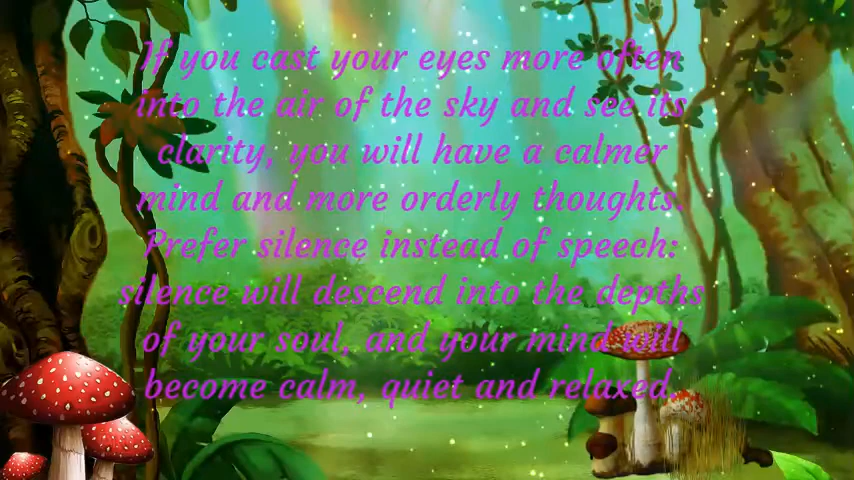 If you cast your eyes more often
into the air of the sky and see its
clarity, you will have a calmer
mind and more orderly thoughts.
Prefer silence instead of speech:
silence will descend into the depths
of your soul, and your mind will
become calm, quiet and relaxed.